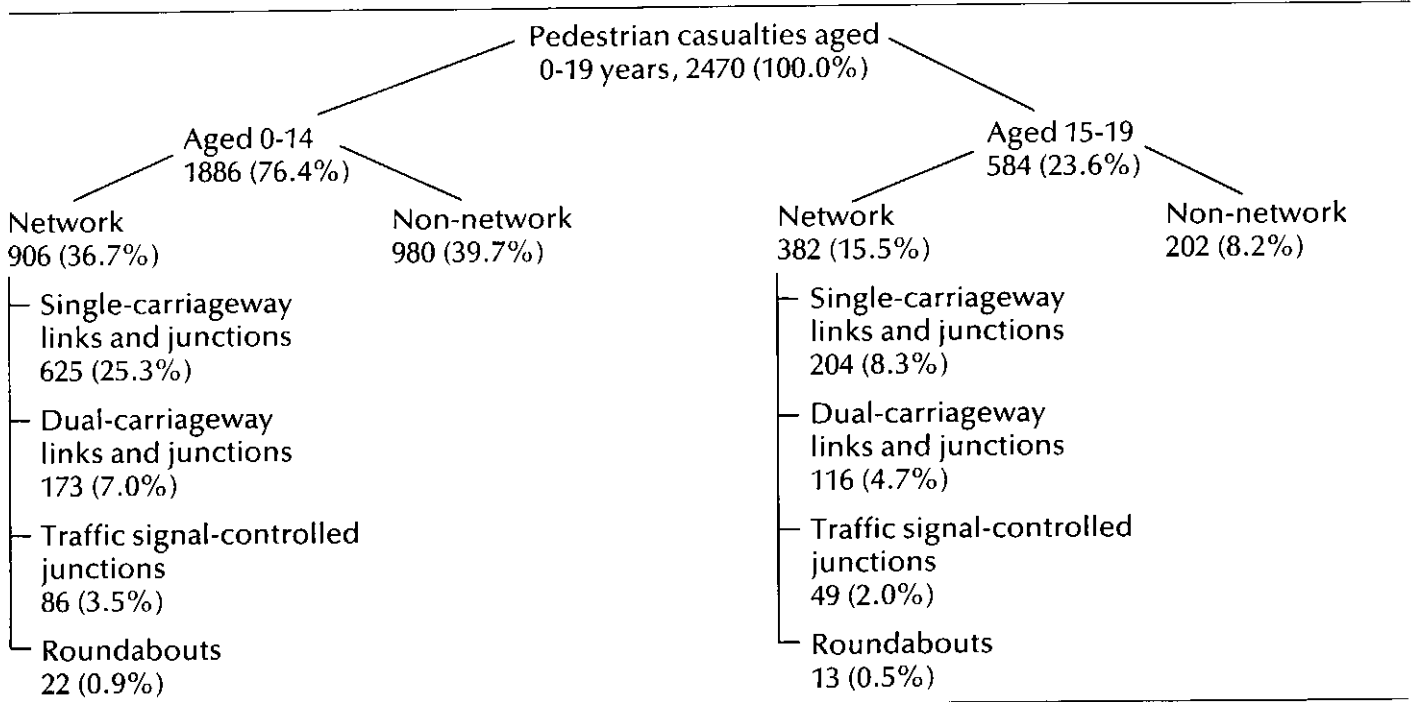 Pedestrian casualties aged
0-19 years, 2470 (100.0%)
Aged 0-14
1886 (76.4%)
Aged 15-19
584 (23.6%)
Network
906 (36.7%)
Non-network
980 (39.7%)
Network
382 (15.5%)
Non-network
202 (8.2%)
Single-carriageway
links and junctions
625 (25.3%)
Dual-carriageway
links and junctions
173 (7.0%)
Traffic signal-controlled
junctions
86 (3.5%)
Roundabouts
22 (0.9%)
Single-carriageway
links and junctions
204 (8.3%)
Dual-carriageway
links and junctions
116 (4.7%)
Traffic signal-controlled
junctions
49 (2.0%)
Roundabouts
13 (0.5%)